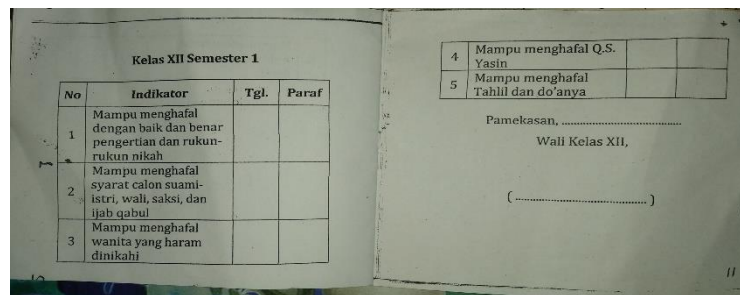 Kelas XII Semester 1
No Indikator Tgl. Paraf
Mampu menghafal
dengan baik dan benar
1 pengertian dan rukun-
rukun nikah
Mampu menghafal
2 syarat calon suami-
istri, wali, saksi, dan
ijab qabul
Mampu menghafal
3 wanita yang haram
dinikahi
4 Mampu menghafal Q.S.
Yasin
5 Mampu menghafal
Tahlil dan do'anya
Pamekasan, ................................
Wali Kelas XII,
( ................................ )
11